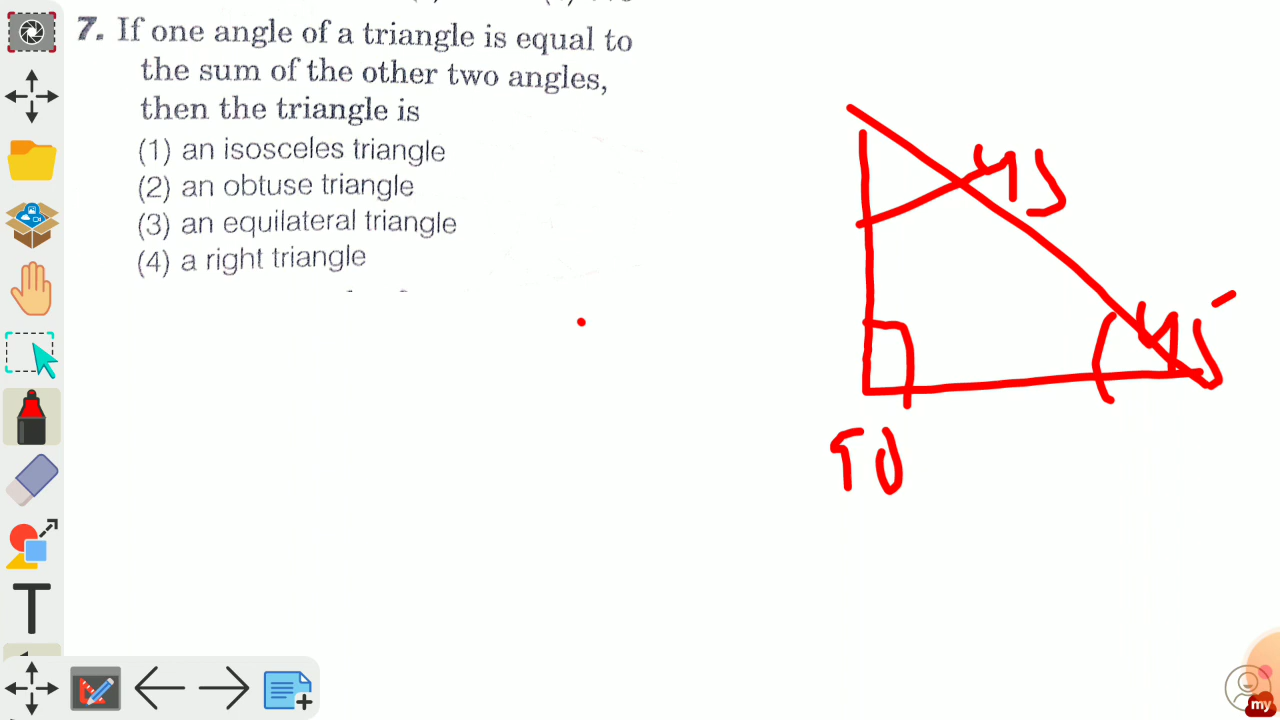 7. If one angle of a triangle is equal to
the sum of the other two angles,
then the triangle is
(1) an isosceles triangle
(2) an obtuse triangle
(3) an equilateral triangle
(4) a right triangle
45
45
90
T
my